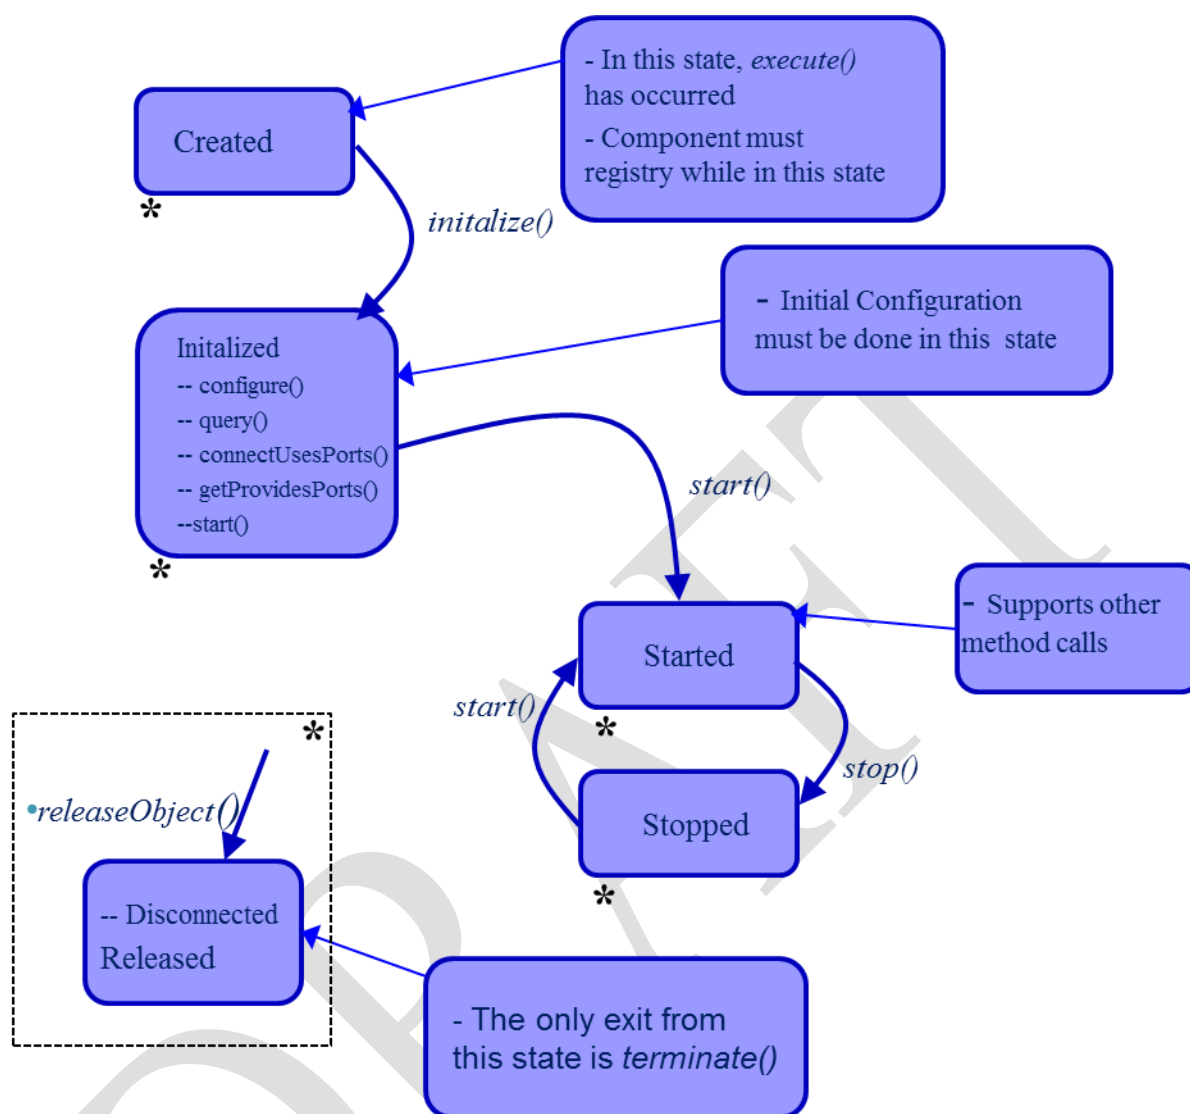 - In this state, execute()
has occurred
- Component must
registry while in this state
Created
*
initalize()
- Initial Configuration
must be done in this state
Initalized
-- configure()
-- query()
-- connectUsesPorts()
-- getProvidesPorts()
--start()
*
start()
- Supports other
method calls
Started
*
start()
stop()
Stopped
*
*
•releaseObject()
-- Disconnected
Released
- The only exit from
this state is terminate()
DRAFT